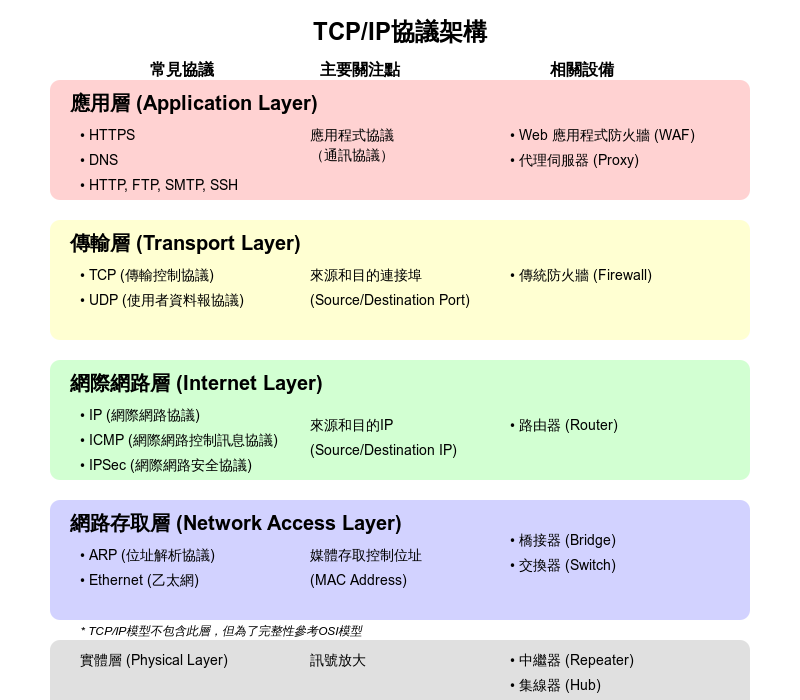 TCP/IP協議架構
常見協議 主要關注點 相關設備
應用層 (Application Layer)
• HTTPS 應用程式協議 • Web 應用程式防火牆 (WAF)
（通訊協議）
• DNS • 代理伺服器 (Proxy)
• HTTP, FTP, SMTP, SSH
傳輸層 (Transport Layer)
• TCP (傳輸控制協議) 來源和目的連接埠 • 傳統防火牆 (Firewall)
• UDP (使用者資料報協議) (Source/Destination Port)
網際網路層 (Internet Layer)
• IP (網際網路協議)
來源和目的IP • 路由器 (Router)
• ICMP (網際網路控制訊息協議)
(Source/Destination IP)
• IPSec (網際網路安全協議)
網路存取層 (Network Access Layer)
• 橋接器 (Bridge)
• ARP (位址解析協議) 媒體存取控制位址
• 交換器 (Switch)
• Ethernet (乙太網) (MAC Address)
* TCP/IP模型不包含此層，但為了完整性參考OSI模型
實體層 (Physical Layer) 訊號放大 • 中繼器 (Repeater)
• 集線器 (Hub)